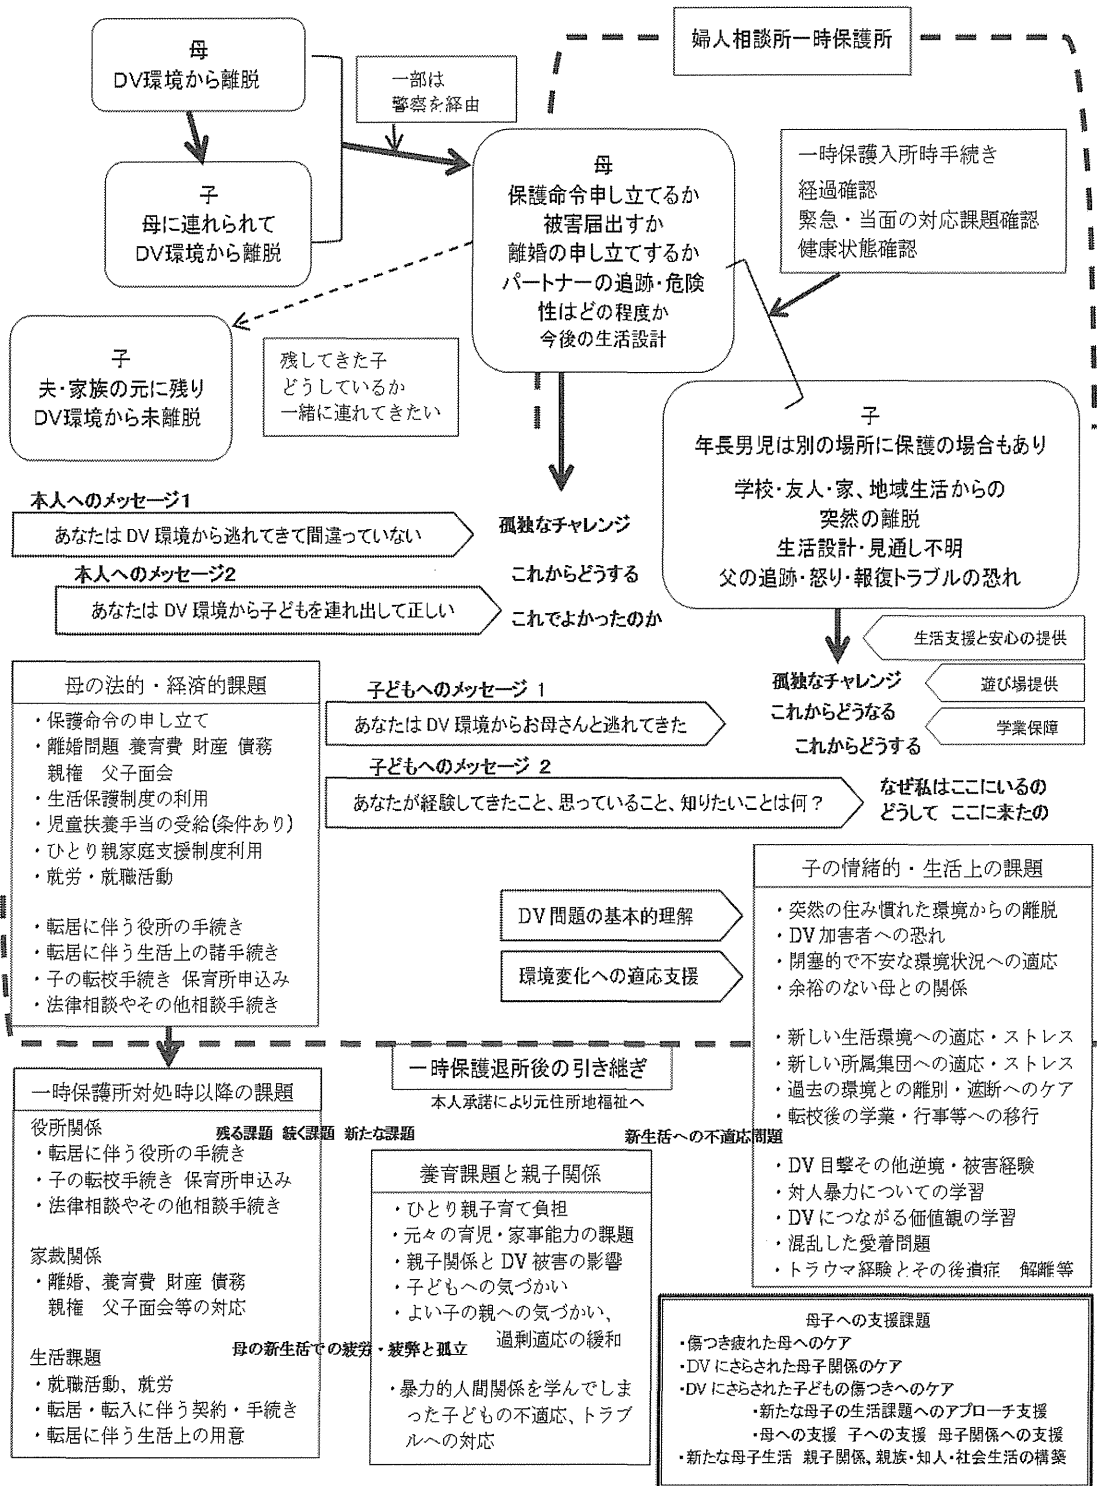 母
DV環境から離脱
一部は
警察を経由
婦人相談所一時保護所
子
母に連れられて
DV環境から離脱
母
保護命令申し立てるか
被害届出すか
離婚の申し立てするか
パートナーの追跡・危険
性はどの程度か
今後の生活設計
一時保護入所時手続き
経過確認
緊急・当面の対応課題確認
健康状態確認
子
夫・家族の元に残り
DV環境から未離脱
残してきた子
どうしているか
一緒に連れてきたい
子
年長男児は別の場所に保護の場合もあり
学校・友人・家、地域生活からの
突然の離脱
生活設計・見通し不明
父の追跡・怒り・報復トラブルの恐れ
本人へのメッセージ1
あなたは DV 環境から逃れてきて間違っていない
本人へのメッセージ2
あなたは DV 環境から子どもを連れ出して正しい
孤独なチャレンジ
これからどうする
これでよかったのか
生活支援と安心の提供
遊び場提供
学業保障
孤独なチャレンジ
これからどうなる
これからどうする
母の法的・経済的課題
・保護命令の申し立て
・離婚問題 養育費 財産 債務
親権 父子面会
・生活保護制度の利用
・児童扶養手当の受給(条件あり)
・ひとり親家庭支援制度利用
・就労・就職活動
・転居に伴う役所の手続き
・転居に伴う生活上の諸手続き
・子の転校手続き 保育所申込み
・法律相談やその他相談手続き
子どもへのメッセージ 1
あなたは DV 環境からお母さんと逃れてきた
子どもへのメッセージ 2
あなたが経験してきたこと、思っていること、知りたいことは何？
なぜ私はここにいるの
どうして ここに来たの
DV 問題の基本的理解
環境変化への適応支援
子の情緒的・生活上の課題
・突然の住み慣れた環境からの離脱
・DV 加害者への恐れ
・閉塞的で不安な環境状況への適応
・余裕のない母との関係
・新しい生活環境への適応・ストレス
・新しい所属集団への適応・ストレス
・過去の環境との離別・遮断へのケア
・転校後の学業・行事等への移行
・DV 目撃その他逆境・被害経験
・対人暴力についての学習
・DV につながる価値観の学習
・混乱した愛着問題
・トラウマ経験とその後遺症 解離等
一時保護退所後の引き継ぎ
本人承諾により元住所地福祉へ
一時保護所対処時以降の課題
役所関係
・転居に伴う役所の手続き
・子の転校手続き 保育所申込み
・法律相談やその他相談手続き
家裁関係
・離婚、養育費 財産 債務
親権 父子面会等の対応
生活課題
・就職活動、就労
・転居・転入に伴う契約・手続き
・転居に伴う生活上の用意
残る課題 続く課題 新たな課題
新生活への不適応問題
母の新生活での疲労・疲弊と孤立
養育課題と親子関係
・ひとり親子育て負担
・元々の育児・家事能力の課題
・親子関係と DV 被害の影響
・子どもへの気づかい
・よい子の親への気づかい、
過剰適応の緩和
・暴力的人間関係を学んでしま
った子どもの不適応、トラブ
ルへの対応
母子への支援課題
・傷つき疲れた母へのケア
・DV にさらされた母子関係のケア
・DV にさらされた子どもの傷つきへのケア
・新たな母子の生活課題へのアプローチ支援
・母への支援 子への支援 母子関係への支援
・新たな母子生活 親子関係、親族・知人・社会生活の構築